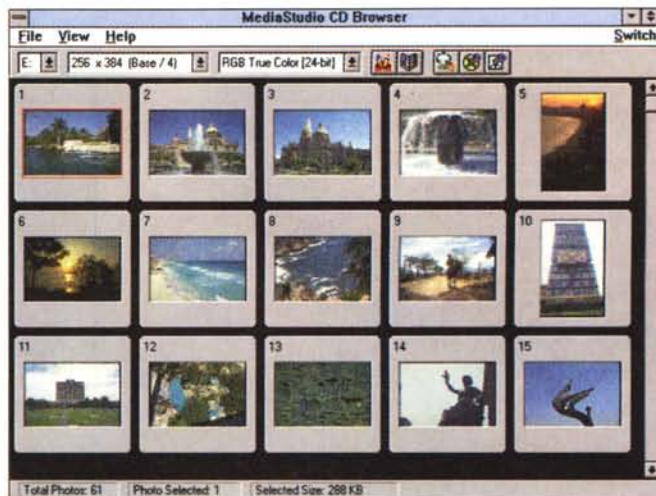 MediaStudio CD Browser
File View Help Switch
E: 256 x 384 (Base / 4) RGB True Color [24-bit]
1 2 3 4 5
6 7 8 9 10
11 12 13 14 15
Total Photos: 61 Photo Selected: 1 Selected Size: 288 KB